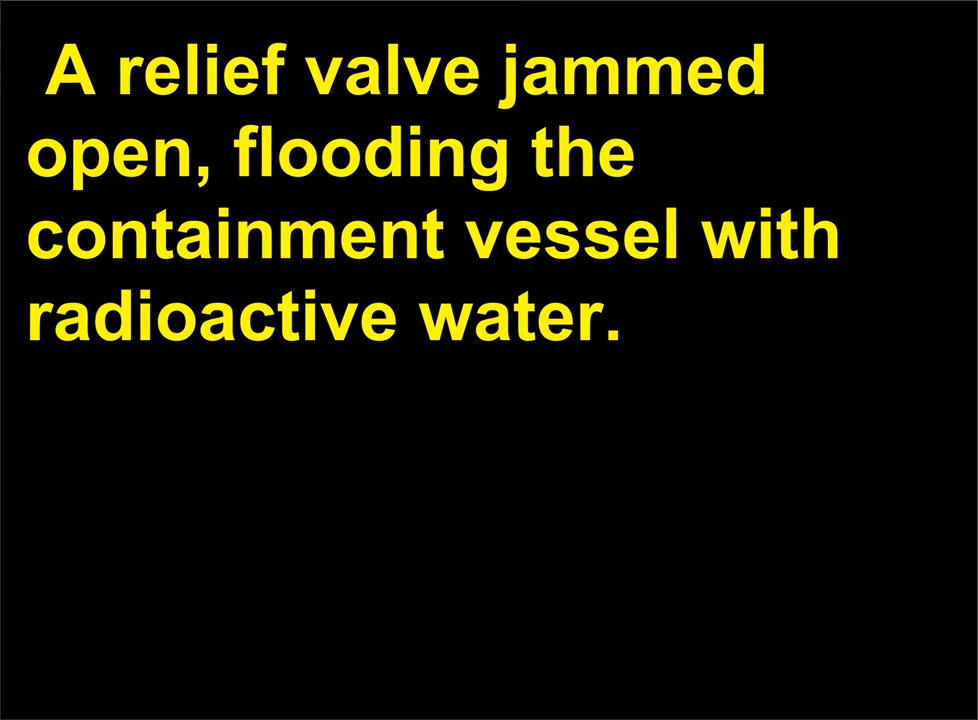 A relief valve jammed
open, flooding the
containment vessel with
radioactive water.